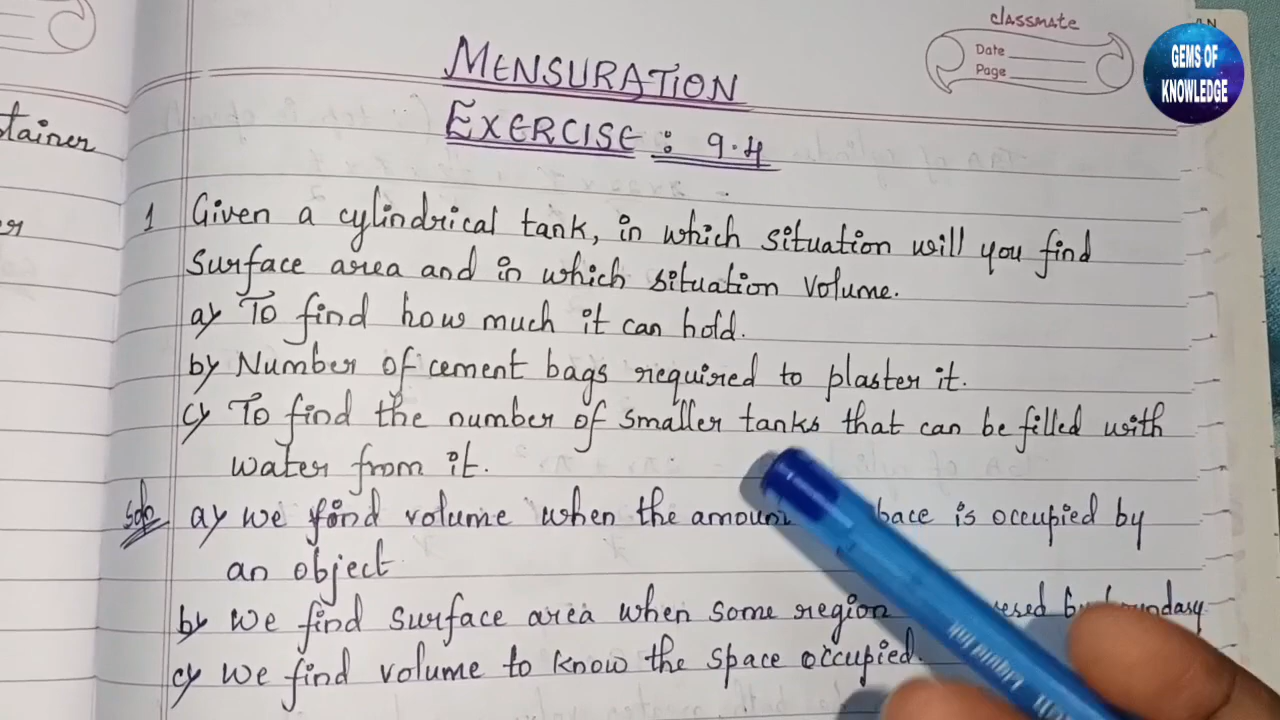 classmate
Date
Page
GEMS OF
KNOWLEDGE
MENSURATION
EXERCISE : 9.4
tainer
1 Given a cylindrical tank, in which situation will you find
surface area and in which situation volume.
a) To find how much it can hold.
b) Number of cement bags required to plaster it.
c) To find the number of smaller tanks that can be filled with
water from it.
Soln a) we find volume when the amount is occupied by
an object
b) we find surface area when some region by boundary
c) we find volume to know the space occupied.